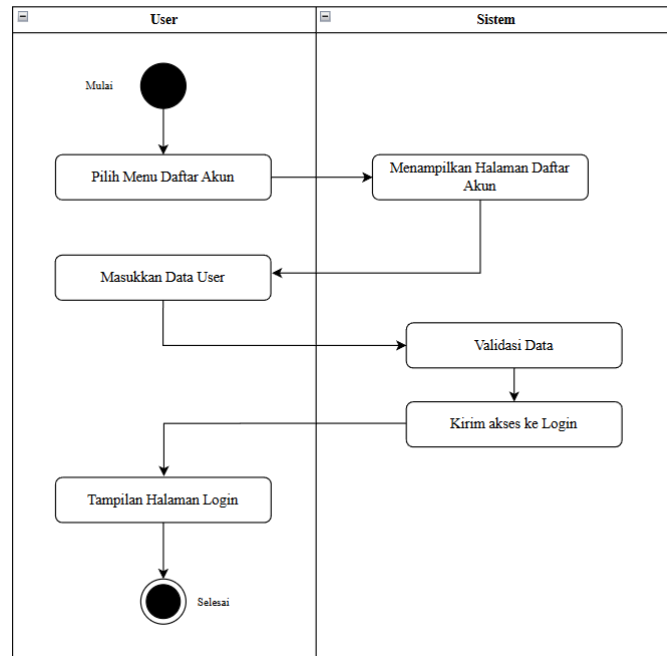 User
Sistem
Mulai
Pilih Menu Daftar Akun
Menampilkan Halaman Daftar
Akun
Masukkan Data User
Validasi Data
Kirim akses ke Login
Tampilan Halaman Login
Selesai